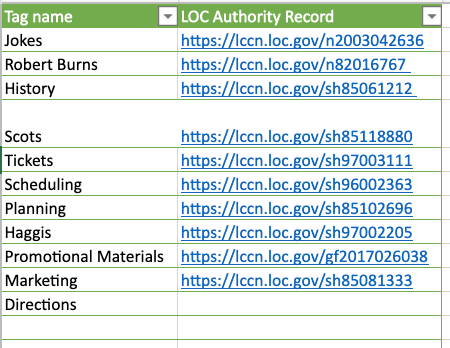 Tag name LOC Authority Record
Jokes https://lccn.loc.gov/n2003042636
Robert Burns https://lccn.loc.gov/n82016767
History https://lccn.loc.gov/sh85061212
Scots https://lccn.loc.gov/sh85118880
Tickets https://lccn.loc.gov/sh97003111
Scheduling https://lccn.loc.gov/sh96002363
Planning https://lccn.loc.gov/sh85102696
Haggis https://lccn.loc.gov/sh97002205
Promotional Materials https://lccn.loc.gov/gf2017026038
Marketing https://lccn.loc.gov/sh85081333
Directions